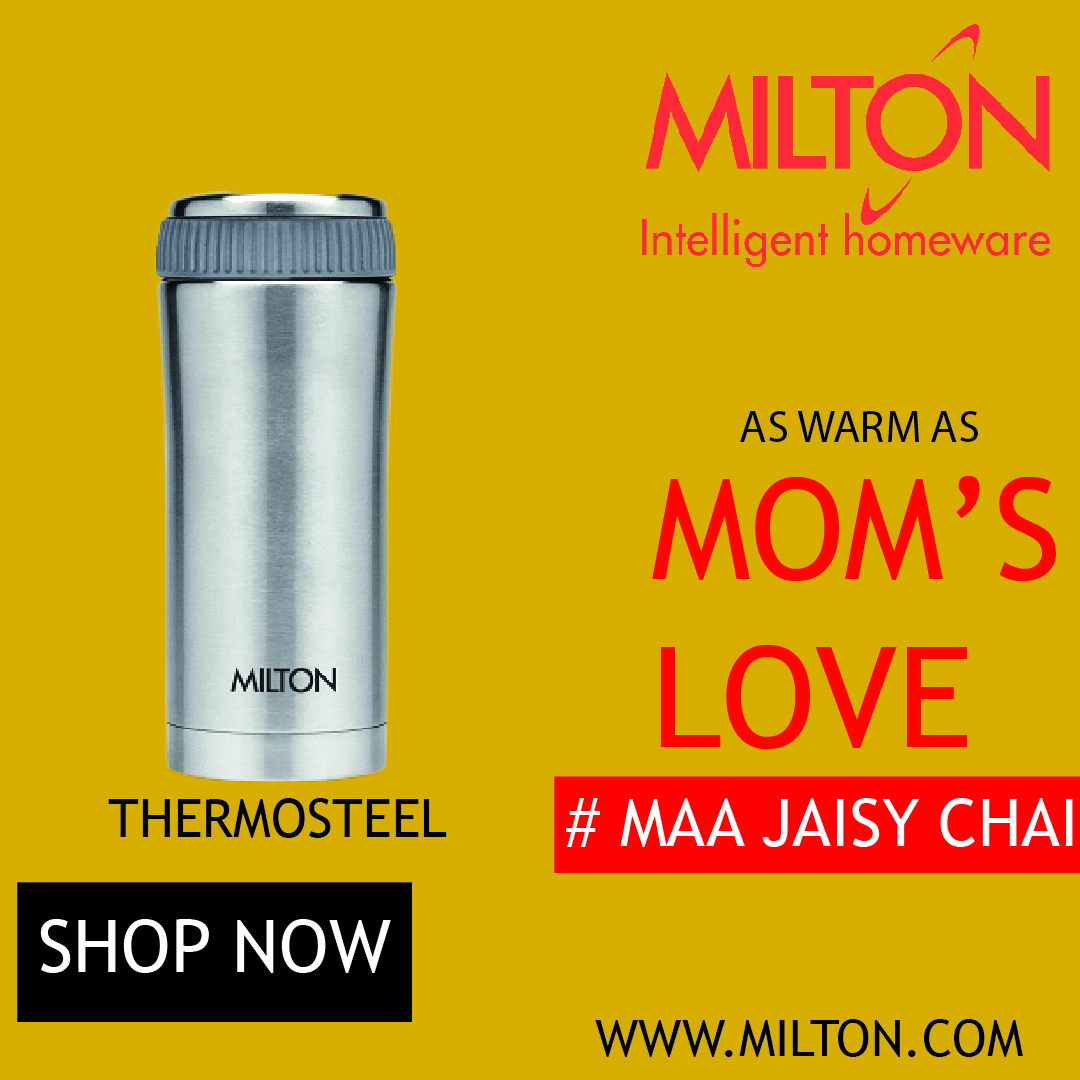 MILTON
Intelligent homeware
AS WARM AS
MOM’S
LOVE
MILTON
THERMOSTEEL
# MAA JAISY CHAI
SHOP NOW
WWW.MILTON.COM